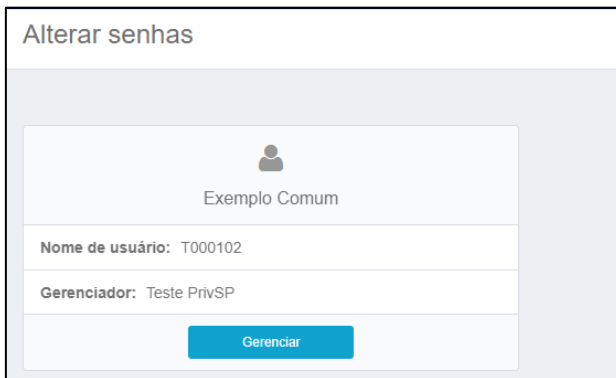 Alterar senhas
Exemplo Comum
Nome de usuário: T000102
Gerenciador: Teste PrivSP
Gerenciar